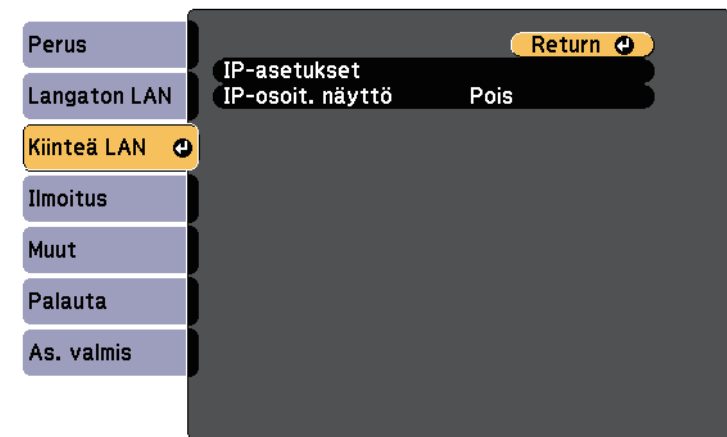 Perus
Langaton LAN
Kiinteä LAN
Ilmoitus
Muut
Palauta
As. valmis
Return
IP-asetukset
IP-osoit. näyttö Pois